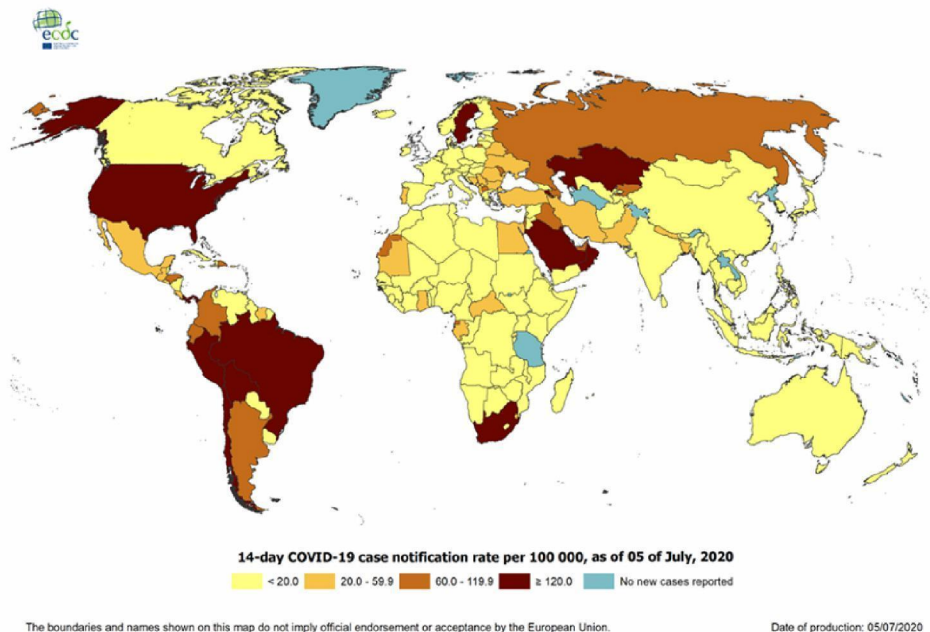 ecdc
14-day COVID-19 case notification rate per 100 000, as of 05 of July, 2020
< 20.0 20.0 - 59.9 60.0 - 119.9 ≥ 120.0 No new cases reported
The boundaries and names shown on this map do not imply official endorsement or acceptance by the European Union. Date of production: 05/07/2020